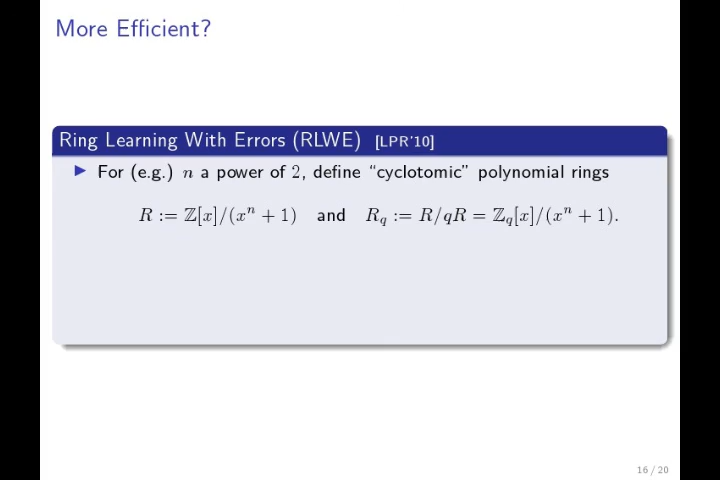 More Efficient?
Ring Learning With Errors (RLWE) [LPR'10]
▶ For (e.g.) n a power of 2, define “cyclotomic” polynomial rings
R := ℤ[x]/(xⁿ + 1) and R_q := R/qR = ℤ_q[x]/(xⁿ + 1).
16 / 20